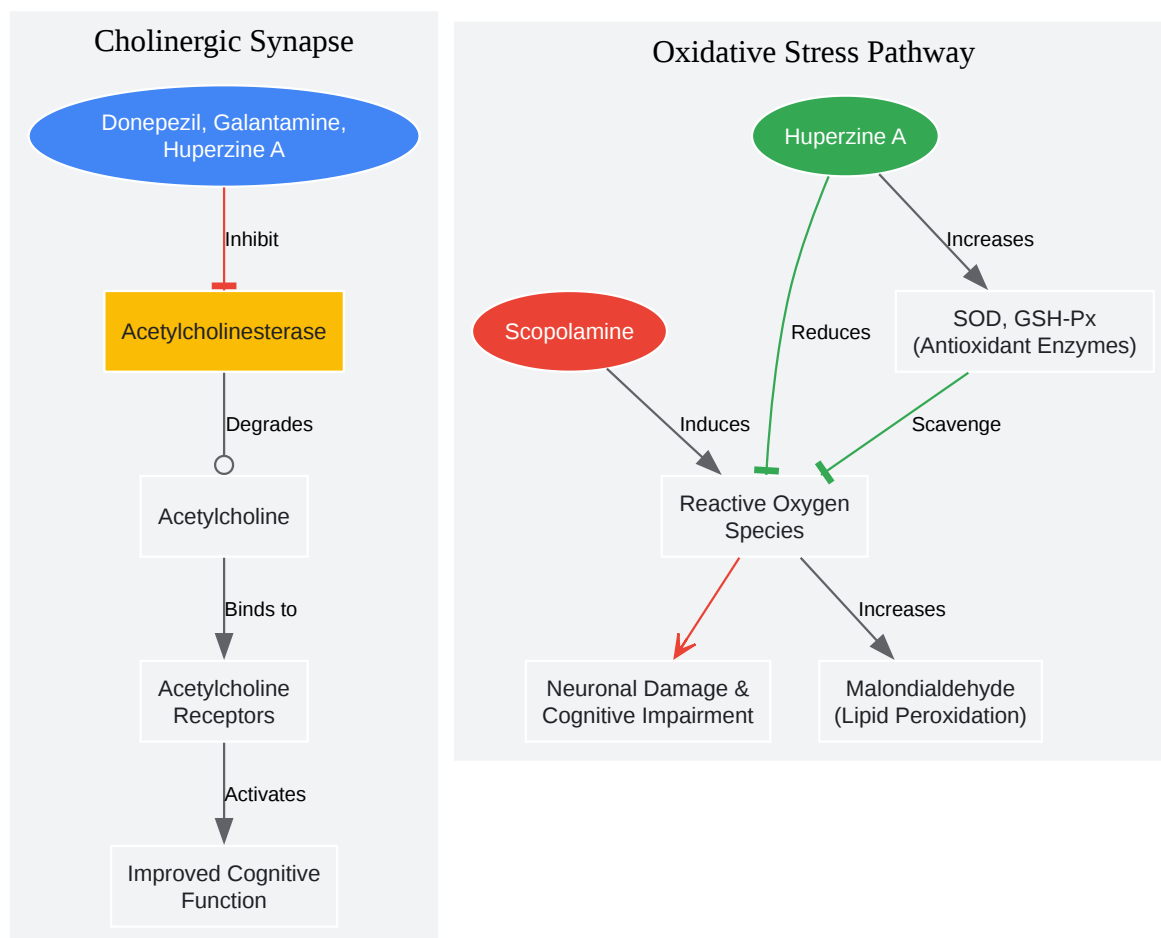 Cholinergic Synapse
Donepezil, Galantamine,
Huperzine A
Inhibit
Acetylcholinesterase
Degrades
Acetylcholine
Binds to
Acetylcholine
Receptors
Activates
Improved Cognitive
Function
Oxidative Stress Pathway
Huperzine A
Increases
Scopolamine
Reduces
SOD, GSH-Px
(Antioxidant Enzymes)
Induces
Scavenge
Reactive Oxygen
Species
Increases
Neuronal Damage &
Cognitive Impairment
Malondialdehyde
(Lipid Peroxidation)